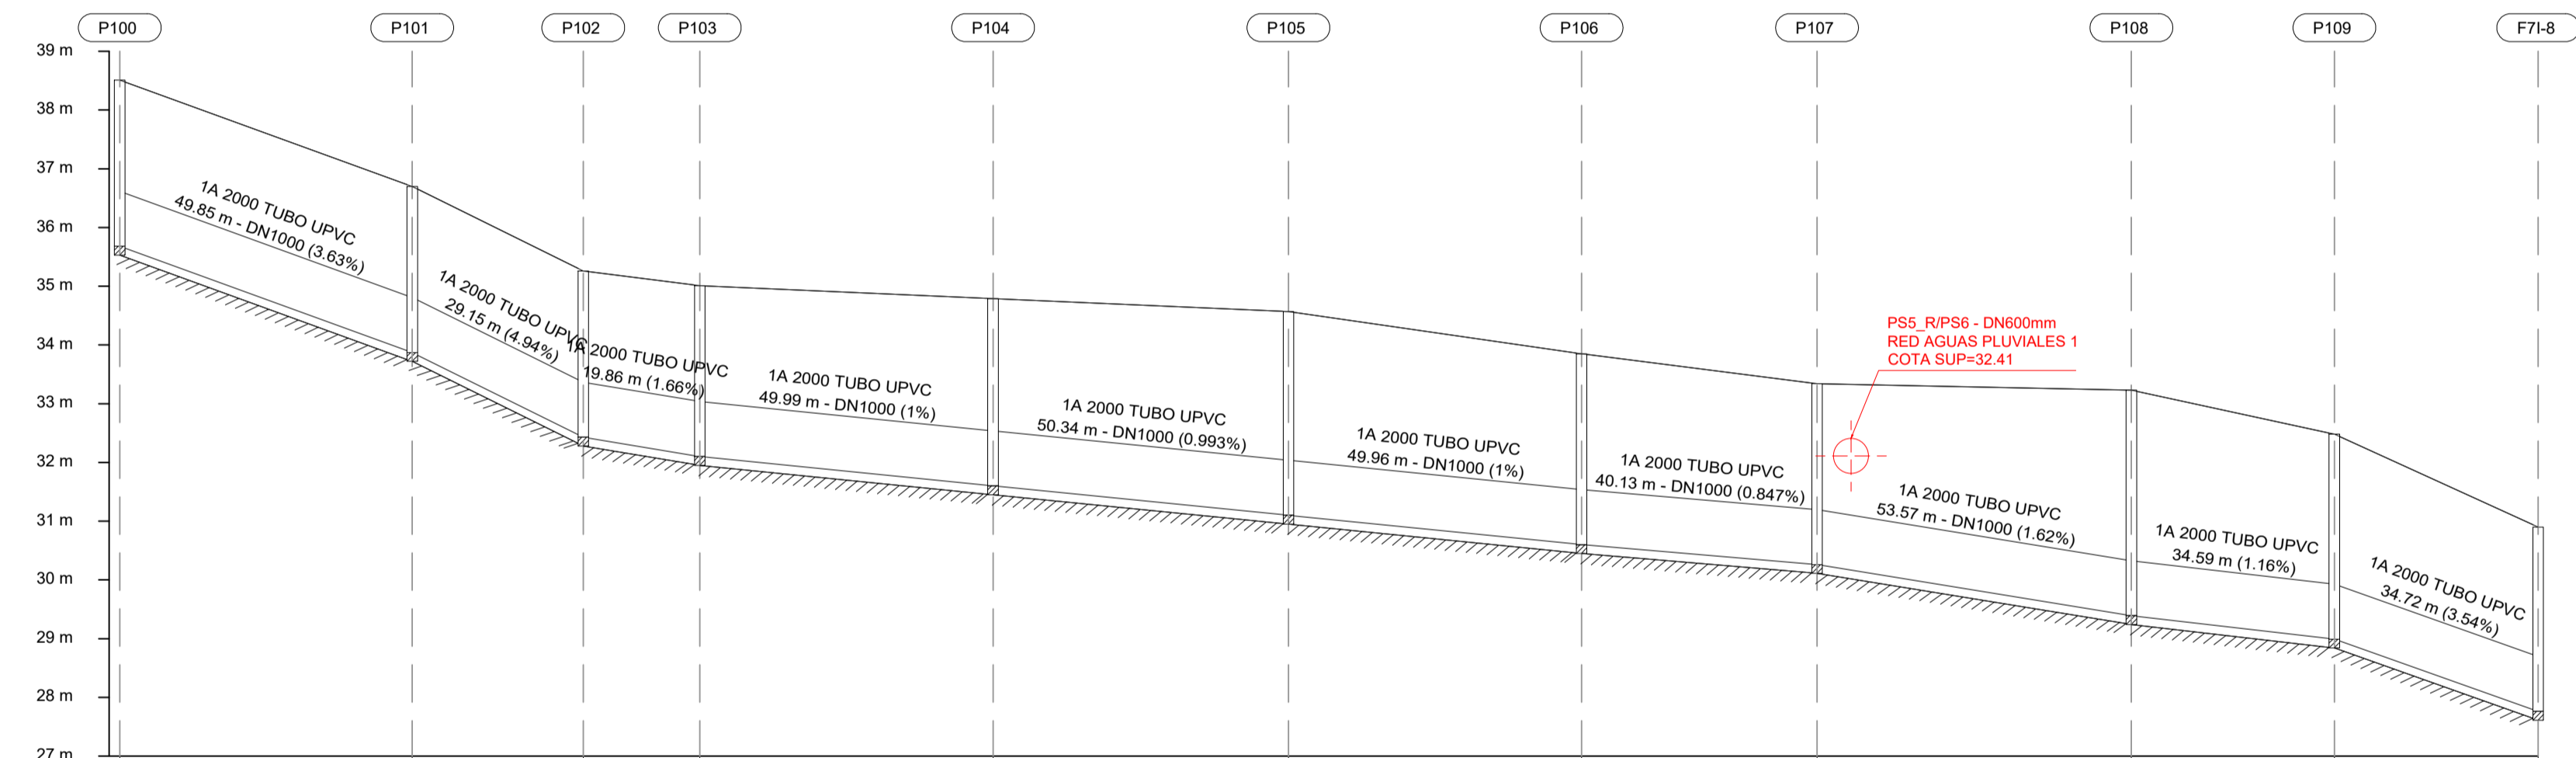 P100
P101
P102
P103
P104
P105
P106
P107
P108
P109
F7I-8
39 m
38 m
37 m
36 m
35 m
34 m
33 m
32 m
31 m
30 m
29 m
28 m
27 m
1A 2000 TUBO UPVC
49.85 m - DN1000 (3.63%)
1A 2000 TUBO UPVC
29.15 m (4.94%)
1A 2000 TUBO UPVC
19.86 m (1.66%)
1A 2000 TUBO UPVC
49.99 m - DN1000 (1%)
1A 2000 TUBO UPVC
50.34 m - DN1000 (0.993%)
1A 2000 TUBO UPVC
49.96 m - DN1000 (1%)
1A 2000 TUBO UPVC
40.13 m - DN1000 (0.847%)
PS5_R/PS6 - DN600mm
RED AGUAS PLUVIALES 1
COTA SUP=32.41
1A 2000 TUBO UPVC
53.57 m - DN1000 (1.62%)
1A 2000 TUBO UPVC
34.59 m (1.16%)
1A 2000 TUBO UPVC
34.72 m (3.54%)